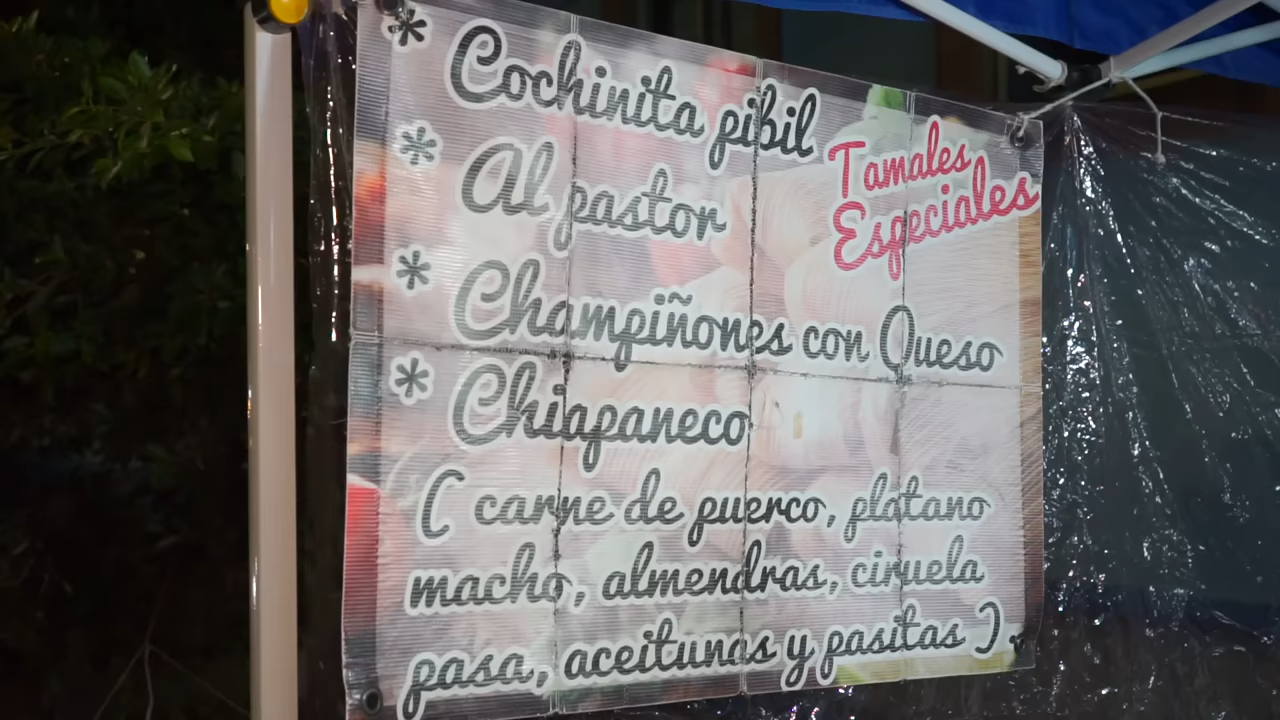 * Cochinita pibil
* Al pastor
Tamales
Especiales
* Champiñones con Queso
* Chiapaneco
( carne de puerco, platano
macho, almendras, ciruela
pasa, aceitunas y pasitas )